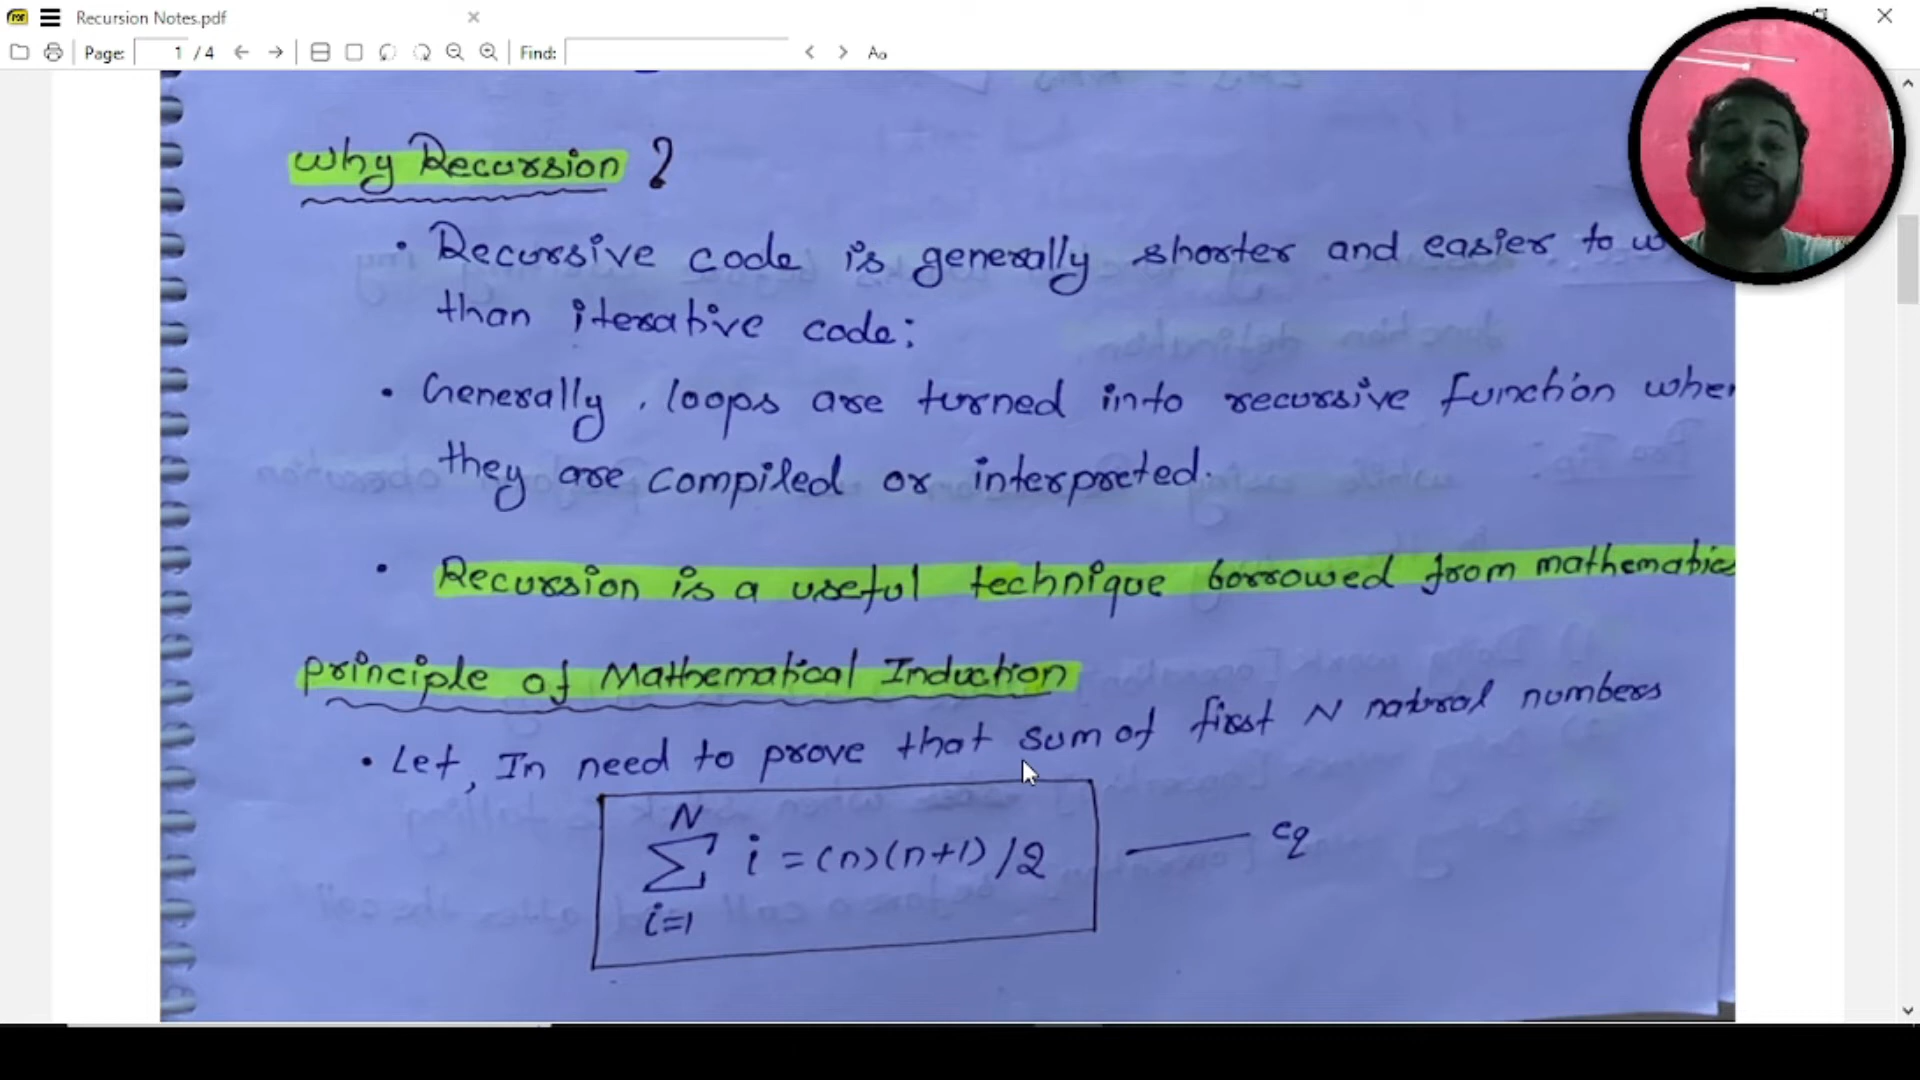 Recursion Notes.pdf
Page: 1 / 4 Find: Aa
Why Recursion ?
• Recursive code is generally shorter and easier to
than iterative code;
• Generally, loops are turned into recursive function when
they are compiled or interpreted.
• Recursion is a useful technique borrowed from mathematics
Principle of Mathematical Induction
• Let, In need to prove that sum of first N natural numbers
N
∑ i = (n)(n+1)/2 — eq
i=1